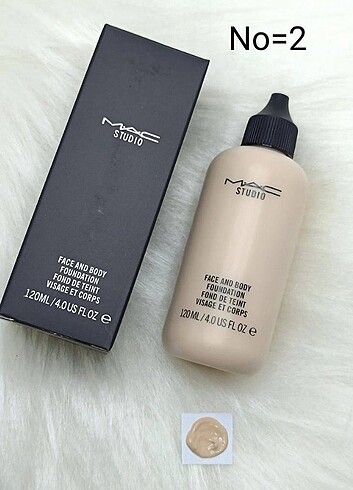 No=2
MAC
STUDIO
FACE AND BODY
FOUNDATION
FOND DE TEINT
VISAGE ET CORPS
120ML/4.0 US FL OZ e
MAC
STUDIO
FACE AND BODY
FOUNDATION
FOND DE TEINT
VISAGE ET CORPS
120ML/4.0 US FL OZ e